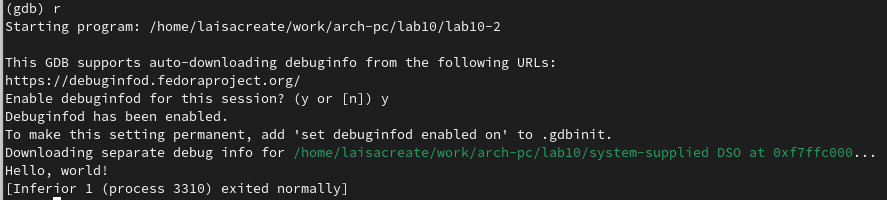 (gdb) r
Starting program: /home/laisacreate/work/arch-pc/lab10/lab10-2

This GDB supports auto-downloading debuginfo from the following URLs:
https://debuginfod.fedoraproject.org/
Enable debuginfod for this session? (y or [n]) y
Debuginfod has been enabled.
To make this setting permanent, add 'set debuginfod enabled on' to .gdbinit.
Downloading separate debug info for /home/laisacreate/work/arch-pc/lab10/system-supplied DSO at 0xf7ffc000...
Hello, world!
[Inferior 1 (process 3310) exited normally]